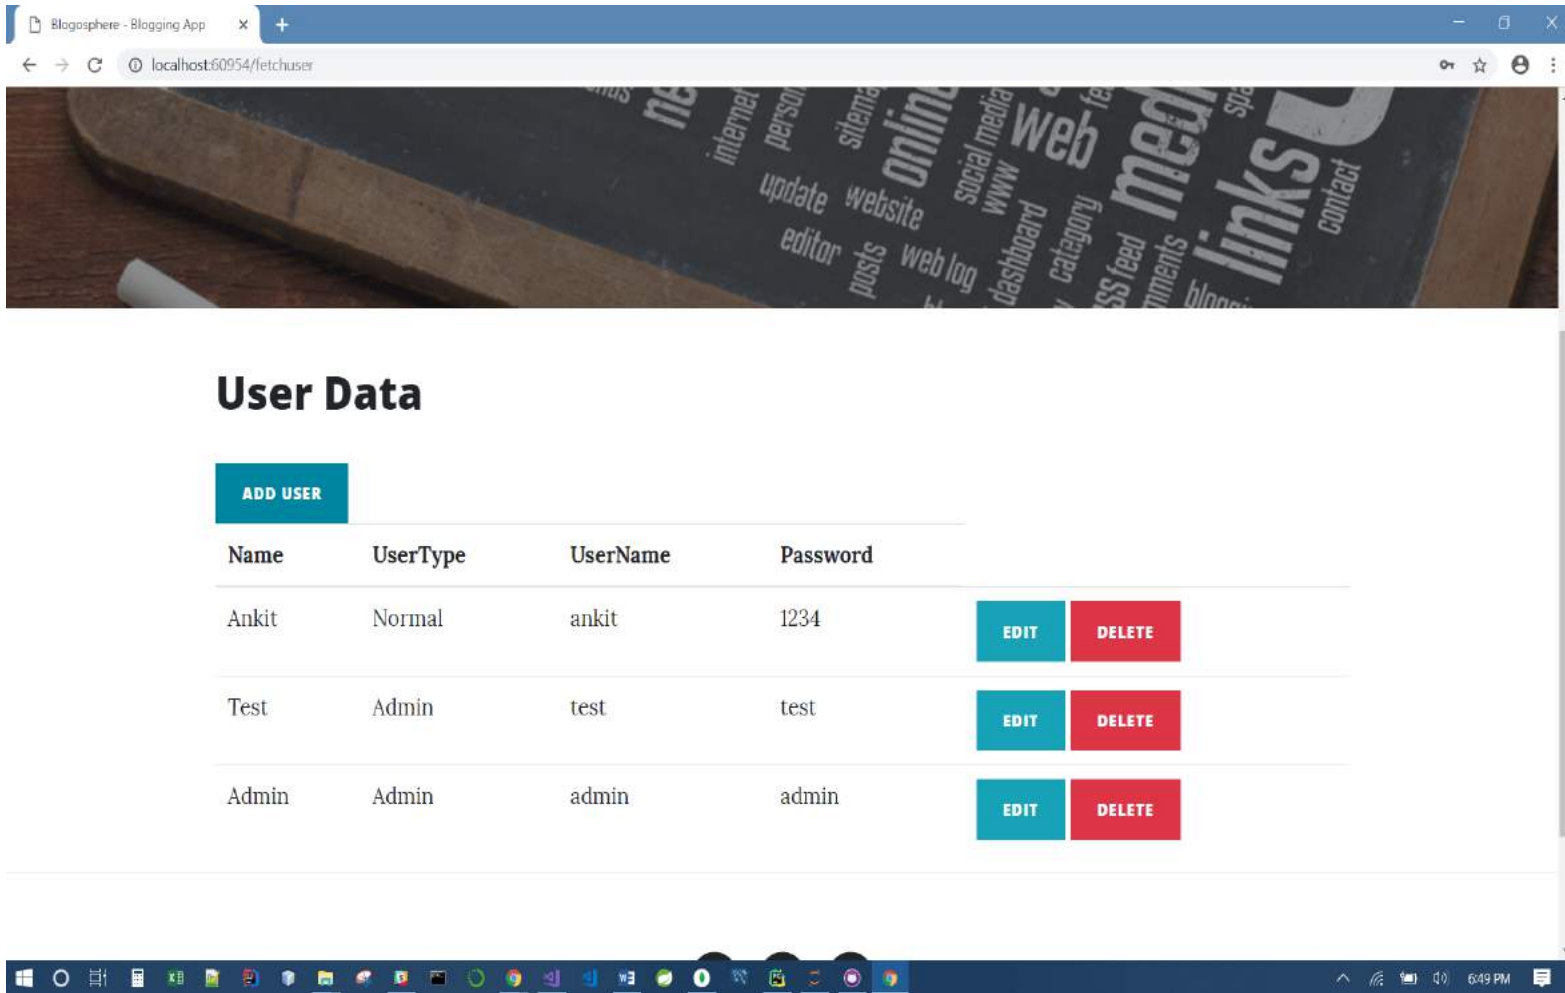 Blogosphere - Blogging App
localhost:60954/fetchuser
internet
sitemap
online
social media
www
web
media
links
contact
update website
editor
posts
web log
dashboard
category
User Data
ADD USER
Name UserType UserName Password
Ankit Normal ankit 1234 EDIT DELETE
Test Admin test test EDIT DELETE
Admin Admin admin admin EDIT DELETE
6:49 PM